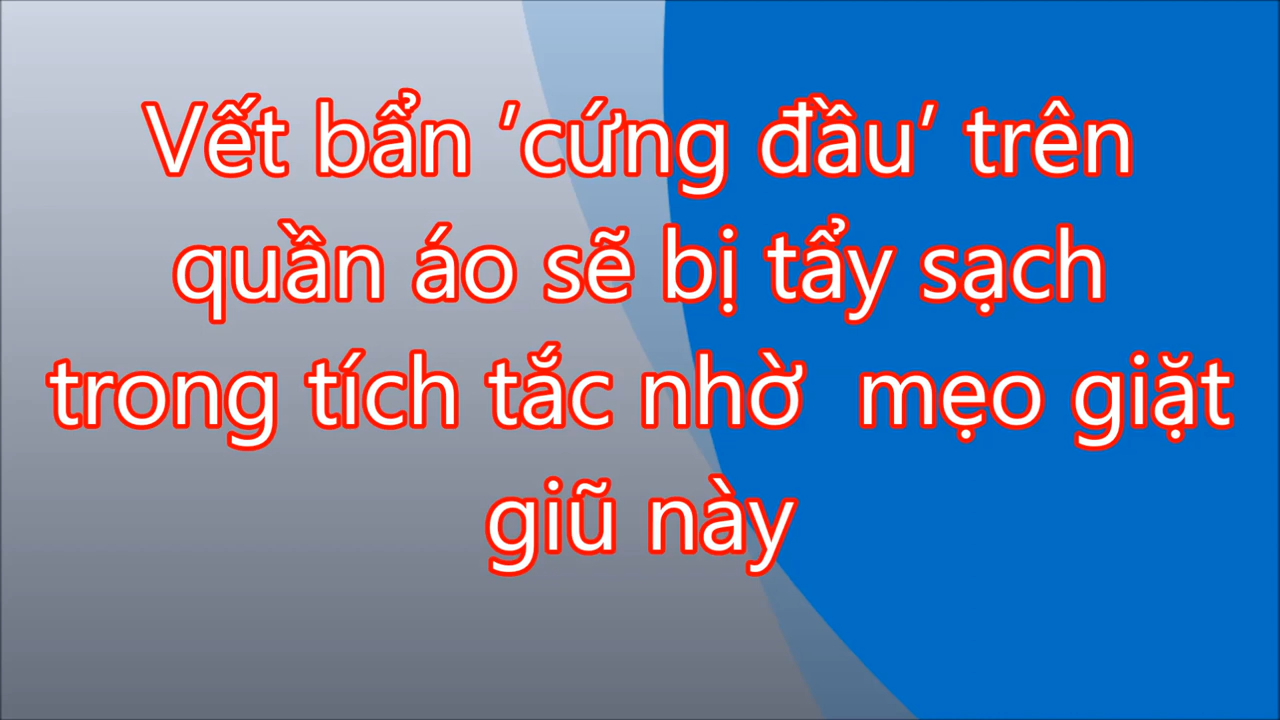 Vết bẩn ’cứng đầu’ trên
quần áo sẽ bị tẩy sạch
trong tích tắc nhờ  mẹo giặt
giũ này